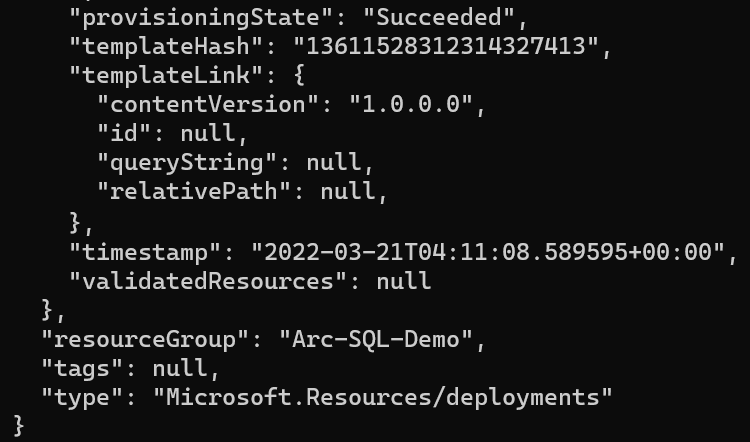 "provisioningState": "Succeeded",
"templateHash": "13611528312314327413",
"templateLink": {
"contentVersion": "1.0.0.0",
"id": null,
"queryString": null,
"relativePath": null,
},
"timestamp": "2022-03-21T04:11:08.589595+00:00",
"validatedResources": null
},
"resourceGroup": "Arc-SQL-Demo",
"tags": null,
"type": "Microsoft.Resources/deployments"
}